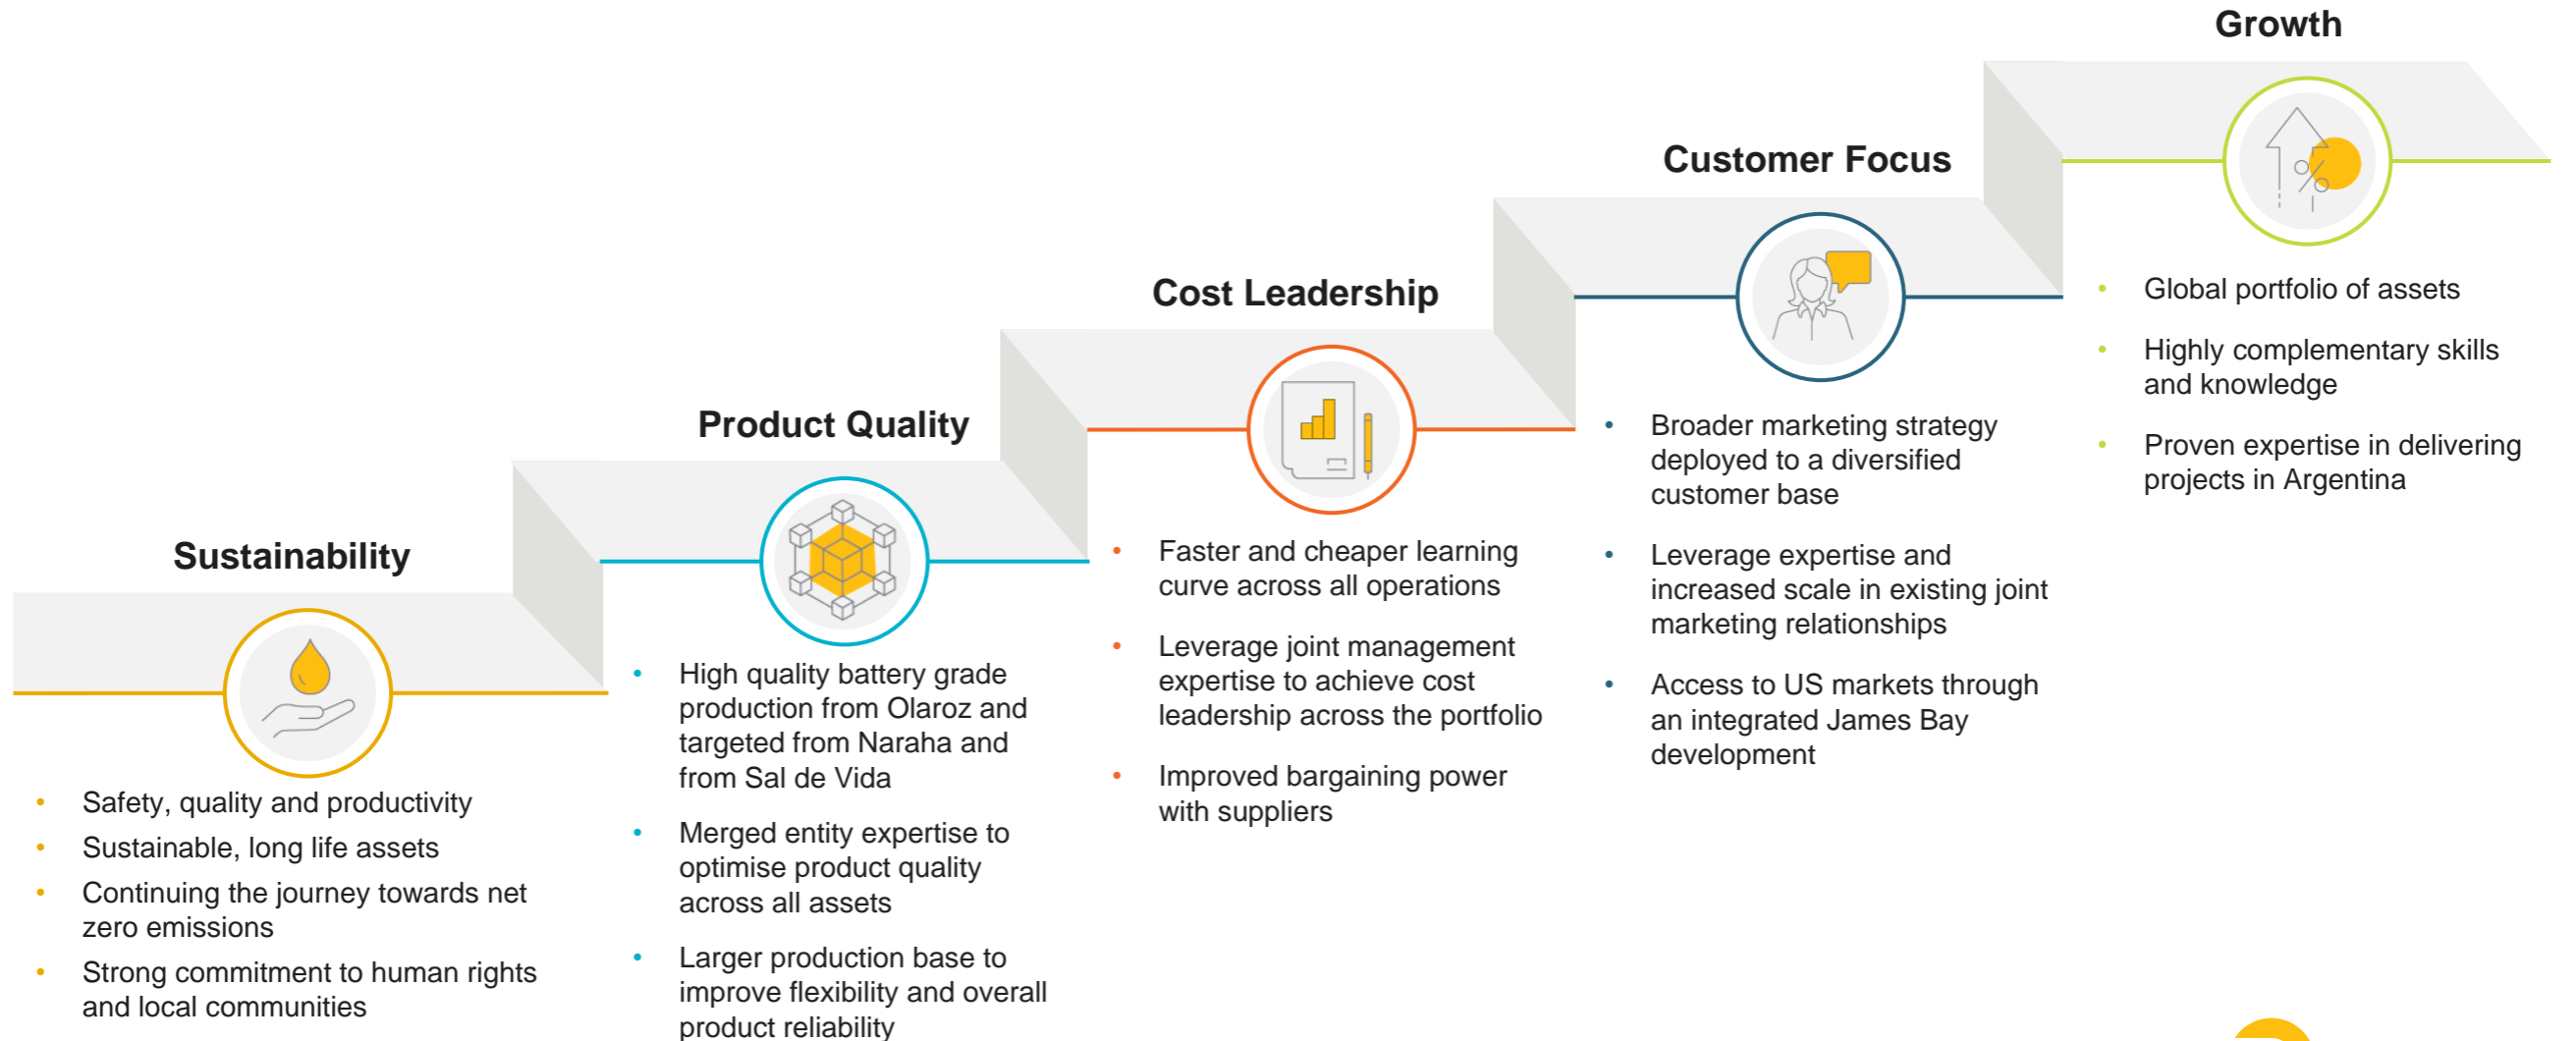 Sustainability
• Safety, quality and productivity
• Sustainable, long life assets
• Continuing the journey towards net
zero emissions
• Strong commitment to human rights
and local communities
Product Quality
• High quality battery grade
production from Olaroz and
targeted from Naraha and
from Sal de Vida
• Merged entity expertise to
optimise product quality
across all assets
• Larger production base to
improve flexibility and overall
product reliability
Cost Leadership
• Faster and cheaper learning
curve across all operations
• Leverage joint management
expertise to achieve cost
leadership across the portfolio
• Improved bargaining power
with suppliers
Customer Focus
• Broader marketing strategy
deployed to a diversified
customer base
• Leverage expertise and
increased scale in existing joint
marketing relationships
• Access to US markets through
an integrated James Bay
development
Growth
• Global portfolio of assets
• Highly complementary skills
and knowledge
• Proven expertise in delivering
projects in Argentina
%